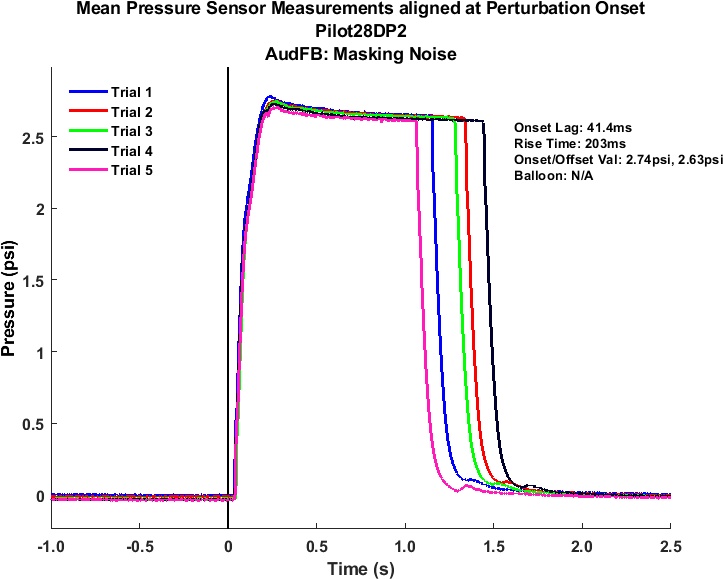 Mean Pressure Sensor Measurements aligned at Perturbation Onset
Pilot28DP2
AudFB: Masking Noise
Trial 1
Trial 2
Trial 3
Trial 4
Trial 5
Onset Lag: 41.4ms
Rise Time: 203ms
Onset/Offset Val: 2.74psi, 2.63psi
Balloon: N/A
Pressure (psi)
2.5
2
1.5
1
0.5
0
-1.0 -0.5 0 0.5 1.0 1.5 2.0 2.5
Time (s)